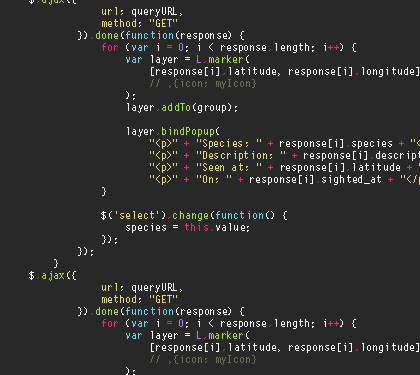 $.ajax({
url: queryURL,
method: "GET"
}).done(function(response) {
for (var i = 0; i < response.length; i++) {
var layer = L.marker(
[response[i].latitude, response[i].longitude]
// ,{icon: myIcon}
);
layer.addTo(group);
layer.bindPopup(
"<p>" + "Species: " + response[i].species + "<
"<p>" + "Description: " + response[i].descript
"<p>" + "Seen at: " + response[i].latitude +
"<p>" + "On: " + response[i].sighted_at + "</p
}
$('select').change(function() {
species = this.value;
});
});
}
$.ajax({
url: queryURL,
method: "GET"
}).done(function(response) {
for (var i = 0; i < response.length; i++) {
var layer = L.marker(
[response[i].latitude, response[i].longitude]
// ,{icon: myIcon}
);